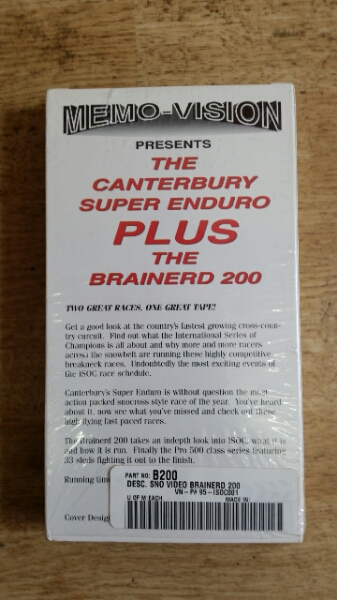 MEMO-VISION
PRESENTS
THE
CANTERBURY
SUPER ENDURO
PLUS
THE
BRAINERD 200
TWO GREAT RACES, ONE GREAT TAPE!
Get a good look at the country's fastest growing cross-coun-
try circuit. Find out what the International Series of
Champions is all about and why more and more racers
across the snowbelt are running these highly competitive
breakneck races. Undoubtedly the most exciting events of
the ISOC race schedule.
Canterbury's Super Enduro is without question the most
action packed snocross style race of the year. You've heard
about it, now see what you've missed and check out these
high flying fast paced races.
The Brainerd 200 takes an indepth look into ISOC, what it is
and how it is run. Finally the Pro 500 class series featuring
33 sleds fighting it out to the finish.
Running tim
PART NO: B200
DESC. SNO VIDEO BRAINERD 200
VN - P# 95-ISOC001
U OF M EACH MADE IN:
Cover Desig